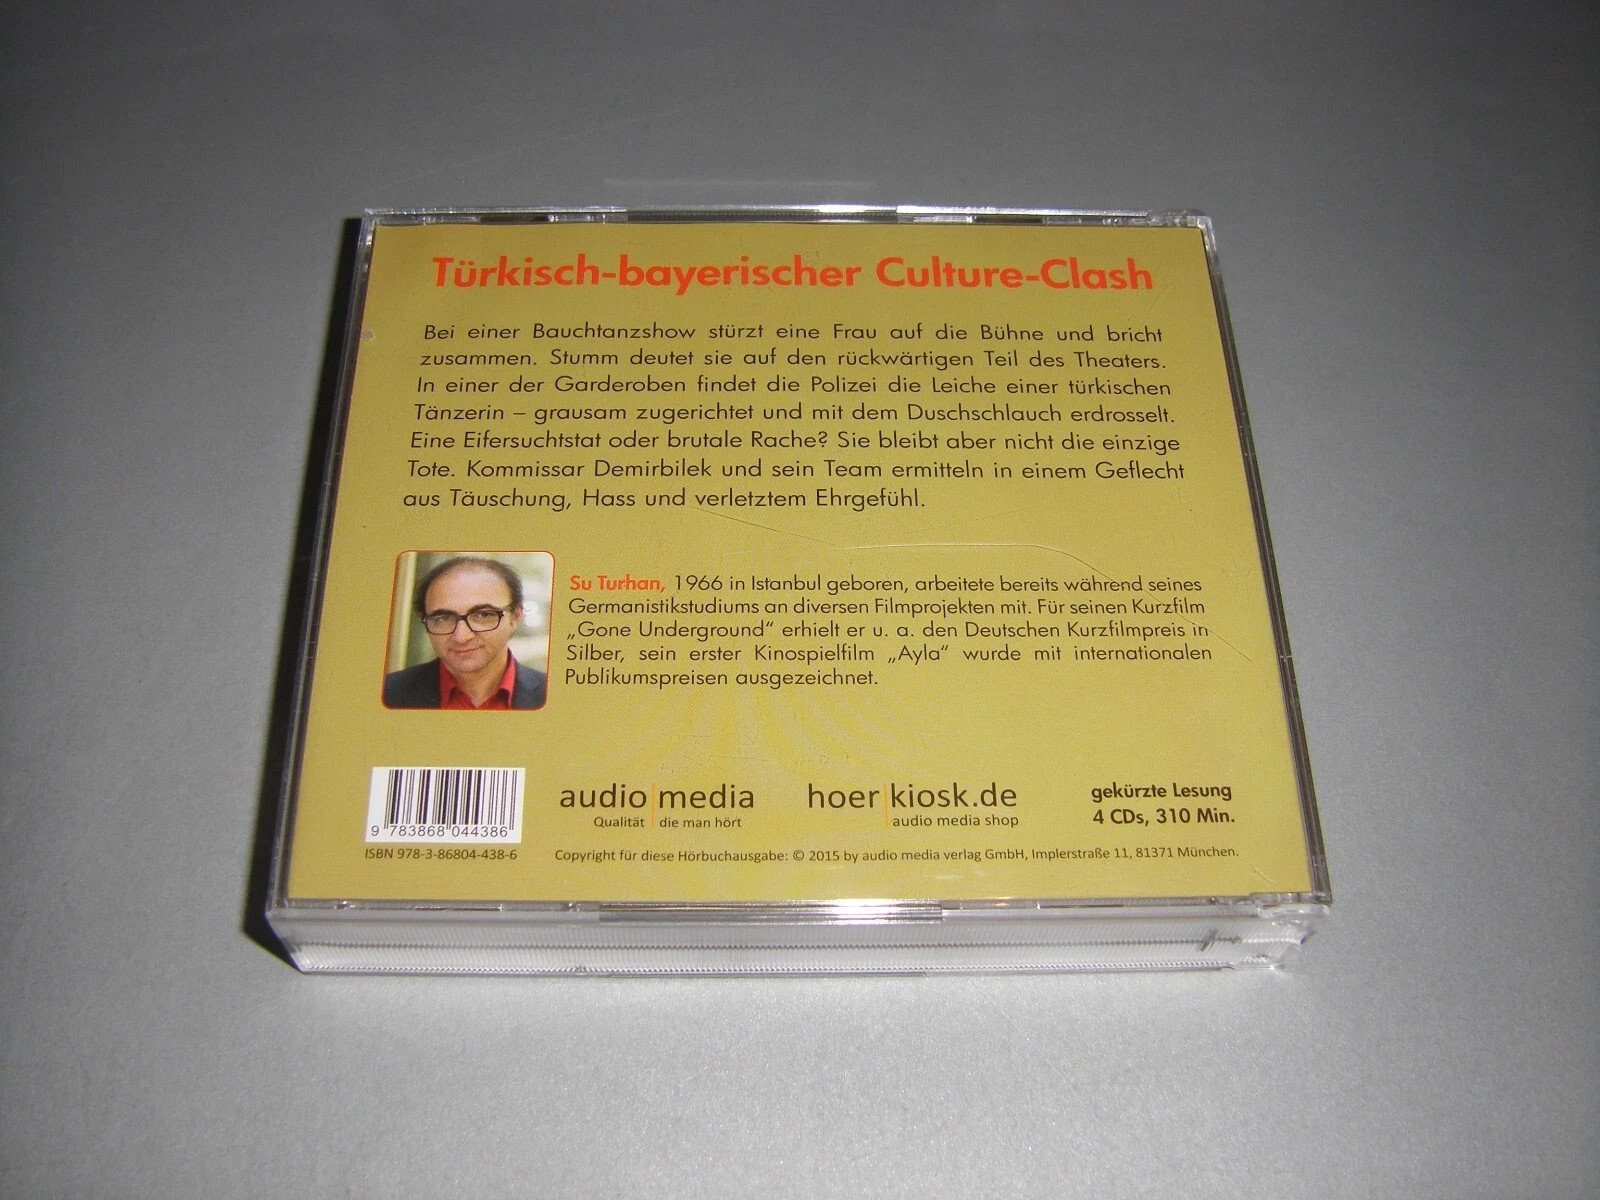 Türkisch-bayerischer Culture-Clash
Bei einer Bauchtanzshow stürzt eine Frau auf die Bühne und bricht
zusammen. Stumm deutet sie auf den rückwärtigen Teil des Theaters.
In einer der Garderoben findet die Polizei die Leiche einer türkischen
Tänzerin – grausam zugerichtet und mit dem Duschschlauch erdrosselt.
Eine Eifersuchtstat oder brutale Rache? Sie bleibt aber nicht die einzige
Tote. Kommissar Demirbilek und sein Team ermitteln in einem Geflecht
aus Täuschung, Hass und verletztem Ehrgefühl.
Su Turhan, 1966 in Istanbul geboren, arbeitete bereits während seines
Germanistikstudiums an diversen Filmprojekten mit. Für seinen Kurzfilm
„Gone Underground“ erhielt er u. a. den Deutschen Kurzfilmpreis in
Silber, sein erster Kinospielfilm „Ayla“ wurde mit internationalen
Publikumspreisen ausgezeichnet.
9 783868 044386
ISBN 978-3-86804-438-6
audio media
Qualität die man hört
hoerkiosk.de
audio media shop
gekürzte Lesung
4 CDs, 310 Min.
Copyright für diese Hörbuchausgabe: © 2015 by audio media verlag GmbH, Implerstraße 11, 81371 München.